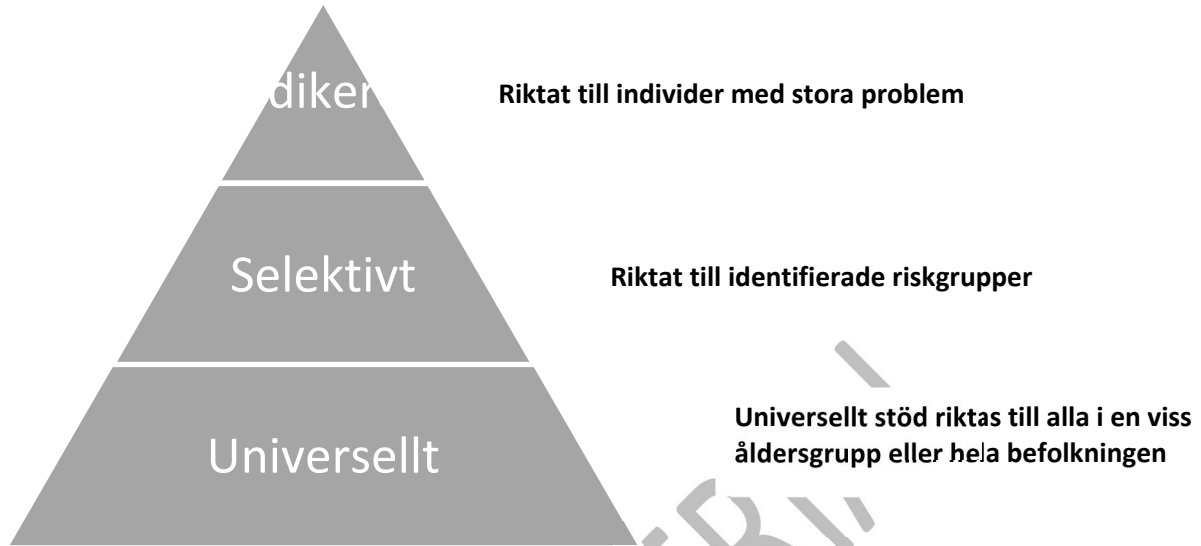 diker
Riktat till individer med stora problem
Selektivt
Riktat till identifierade riskgrupper
Universellt stöd riktas till alla i en viss
åldersgrupp eller hela befolkningen
Universellt